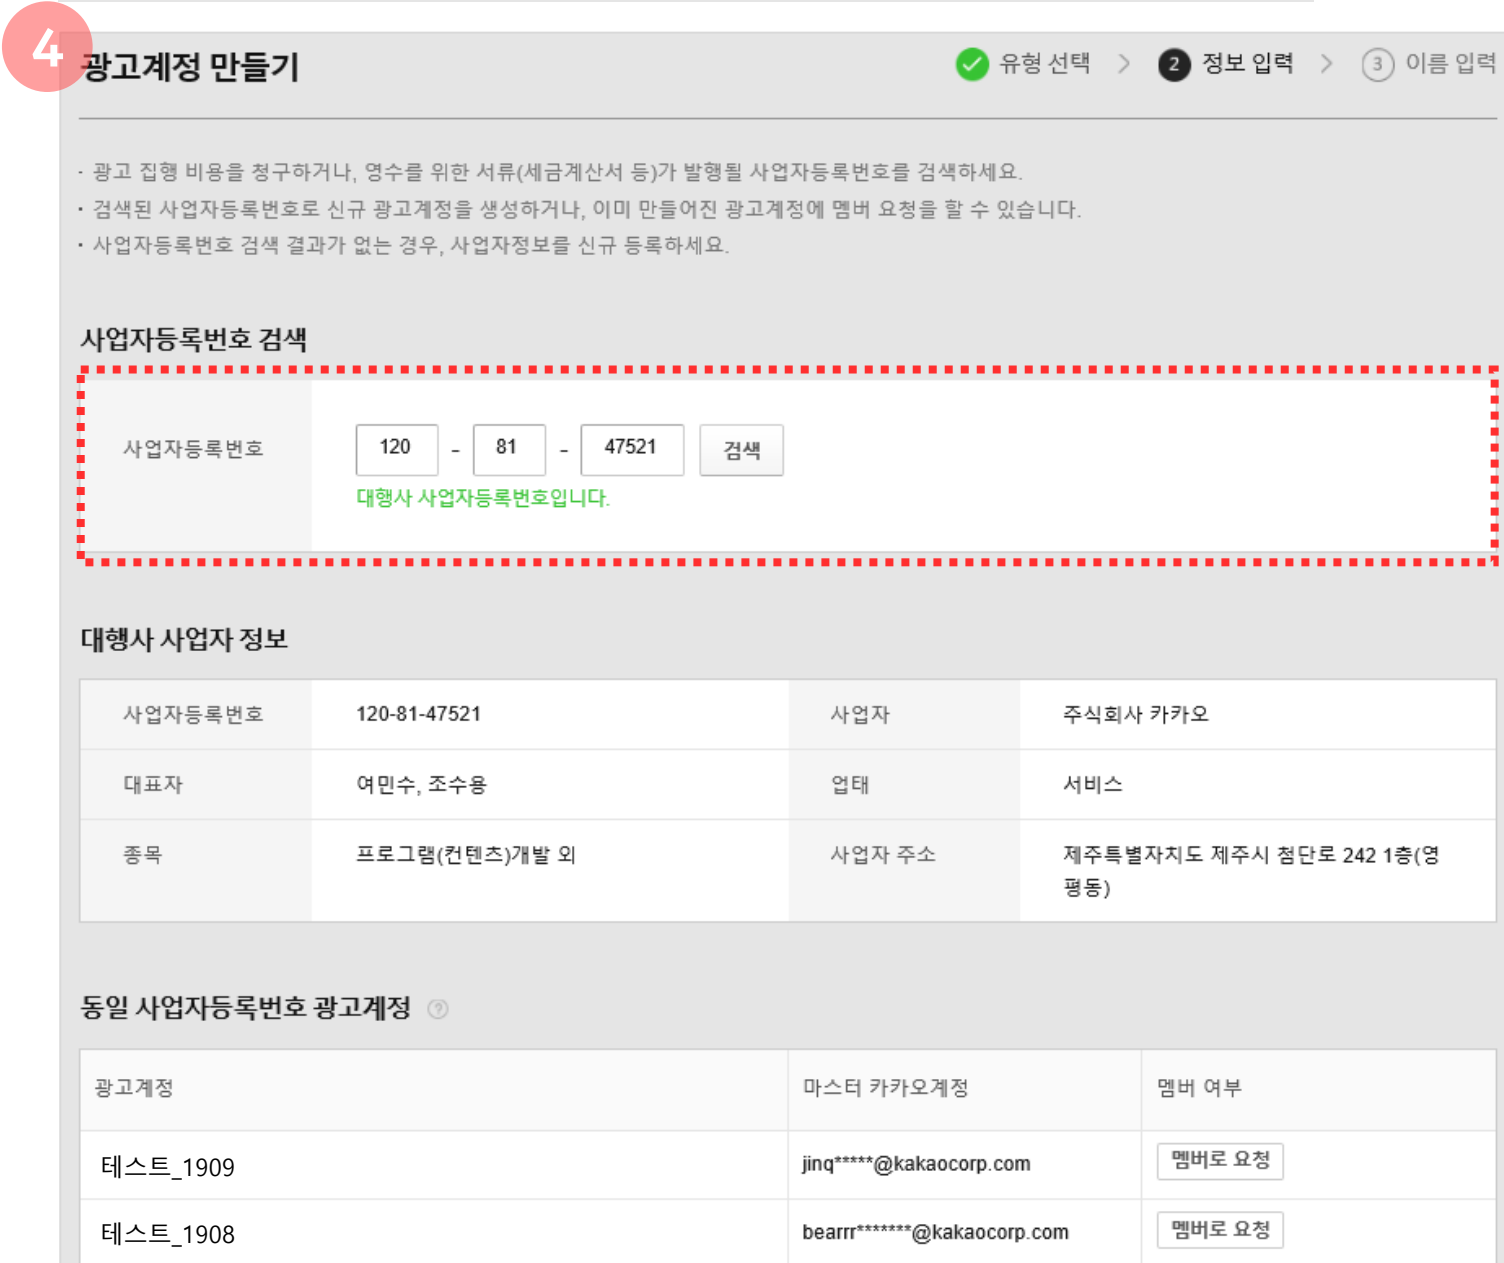 4
광고계정 만들기
유형 선택 > 2 정보 입력 > 3 이름 입력
· 광고 집행 비용을 청구하거나, 영수를 위한 서류(세금계산서 등)가 발행될 사업자등록번호를 검색하세요.
· 검색된 사업자등록번호로 신규 광고계정을 생성하거나, 이미 만들어진 광고계정에 멤버 요청을 할 수 있습니다.
· 사업자등록번호 검색 결과가 없는 경우, 사업자정보를 신규 등록하세요.
사업자등록번호 검색
사업자등록번호 120 - 81 - 47521 검색
대행사 사업자등록번호입니다.
대행사 사업자 정보
사업자등록번호 120-81-47521 사업자 주식회사 카카오
대표자 여민수, 조수용 업태 서비스
종목 프로그램(컨텐츠)개발 외 사업자 주소 제주특별자치도 제주시 첨단로 242 1층(영
평동)
동일 사업자등록번호 광고계정 ?
광고계정 마스터 카카오계정 멤버 여부
테스트_1909 jinq*****@kakaocorp.com 멤버로 요청
테스트_1908 bearrr*******@kakaocorp.com 멤버로 요청